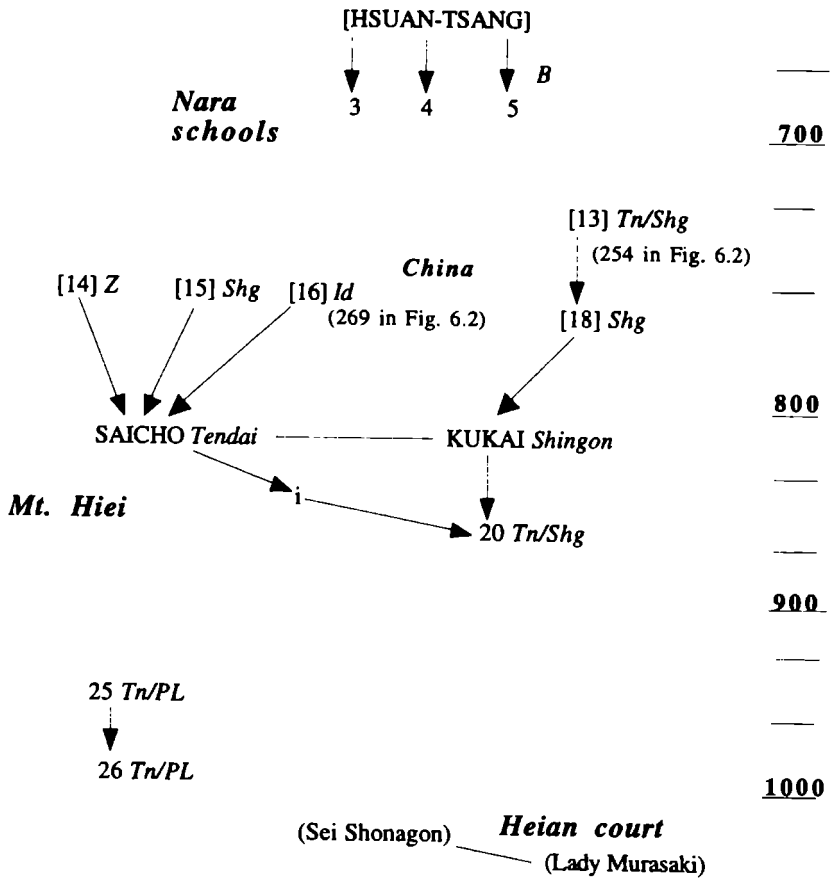 [HSUAN-TSANG]
B
Nara
schools
3 4 5
700
[13] Tn/Shg
(254 in Fig. 6.2)
China
[14] Z [15] Shg [16] Id
(269 in Fig. 6.2)
[18] Shg
800
SAICHO Tendai KUKAI Shingon
Mt. Hiei
i
20 Tn/Shg
900
25 Tn/PL
26 Tn/PL
1000
(Sei Shonagon) Heian court
(Lady Murasaki)